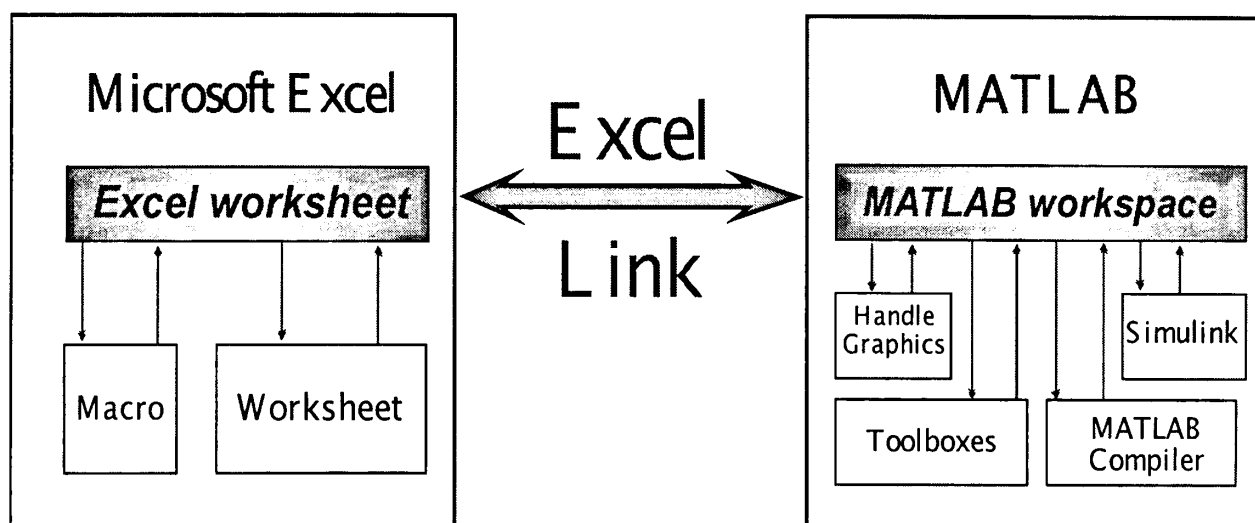 Microsoft Excel
Excel worksheet
Macro
Worksheet
Excel
Link
MATLAB
MATLAB workspace
Handle
Graphics
Simulink
Toolboxes
MATLAB
Compiler